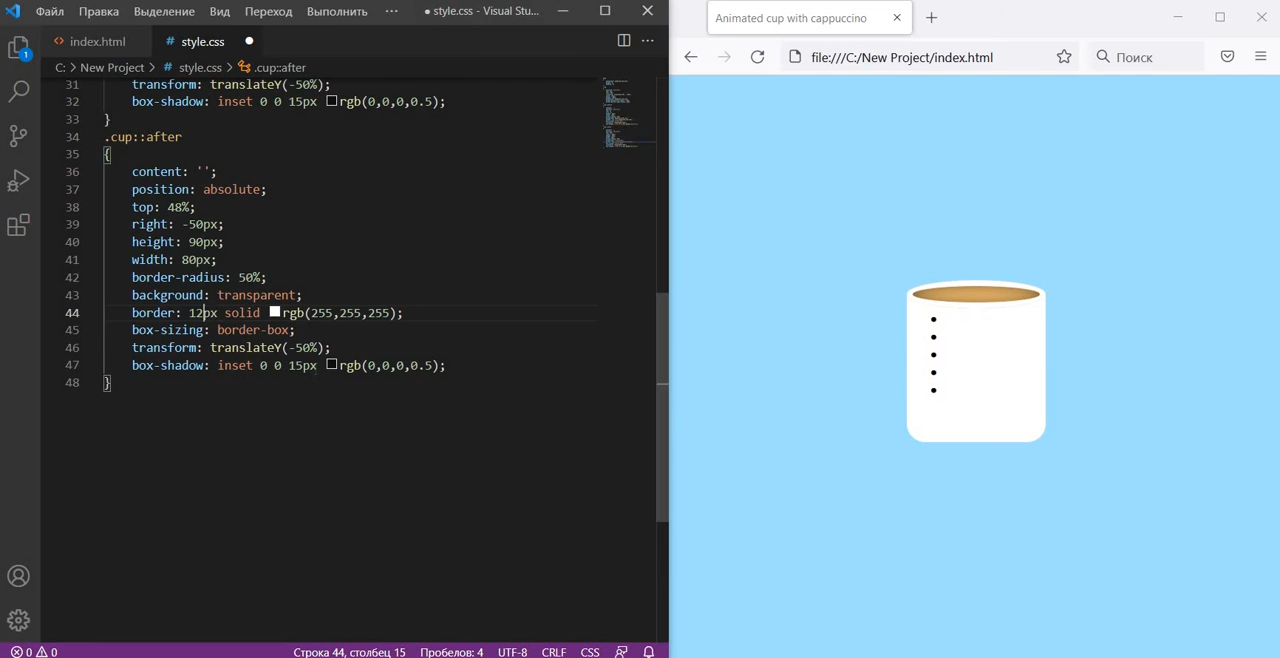 Файл Правка Выделение Вид Переход Выполнить ··· ● style.css - Visual Stu...
index.html # style.css ●
C: > New Project > # style.css > .cup::after
31 transform: translateY(-50%);
32 box-shadow: inset 0 0 15px rgb(0,0,0,0.5);
33 }
34 .cup::after
35 {
36 content: '';
37 position: absolute;
38 top: 48%;
39 right: -50px;
40 height: 90px;
41 width: 80px;
42 border-radius: 50%;
43 background: transparent;
44 border: 12px solid rgb(255,255,255);
45 box-sizing: border-box;
46 transform: translateY(-50%);
47 box-shadow: inset 0 0 15px rgb(0,0,0,0.5);
48 }
1
0 0 Строка 44, столбец 15 Пробелов: 4 UTF-8 CRLF CSS
Animated cup with cappuccino
file:///C:/New Project/index.html Поиск